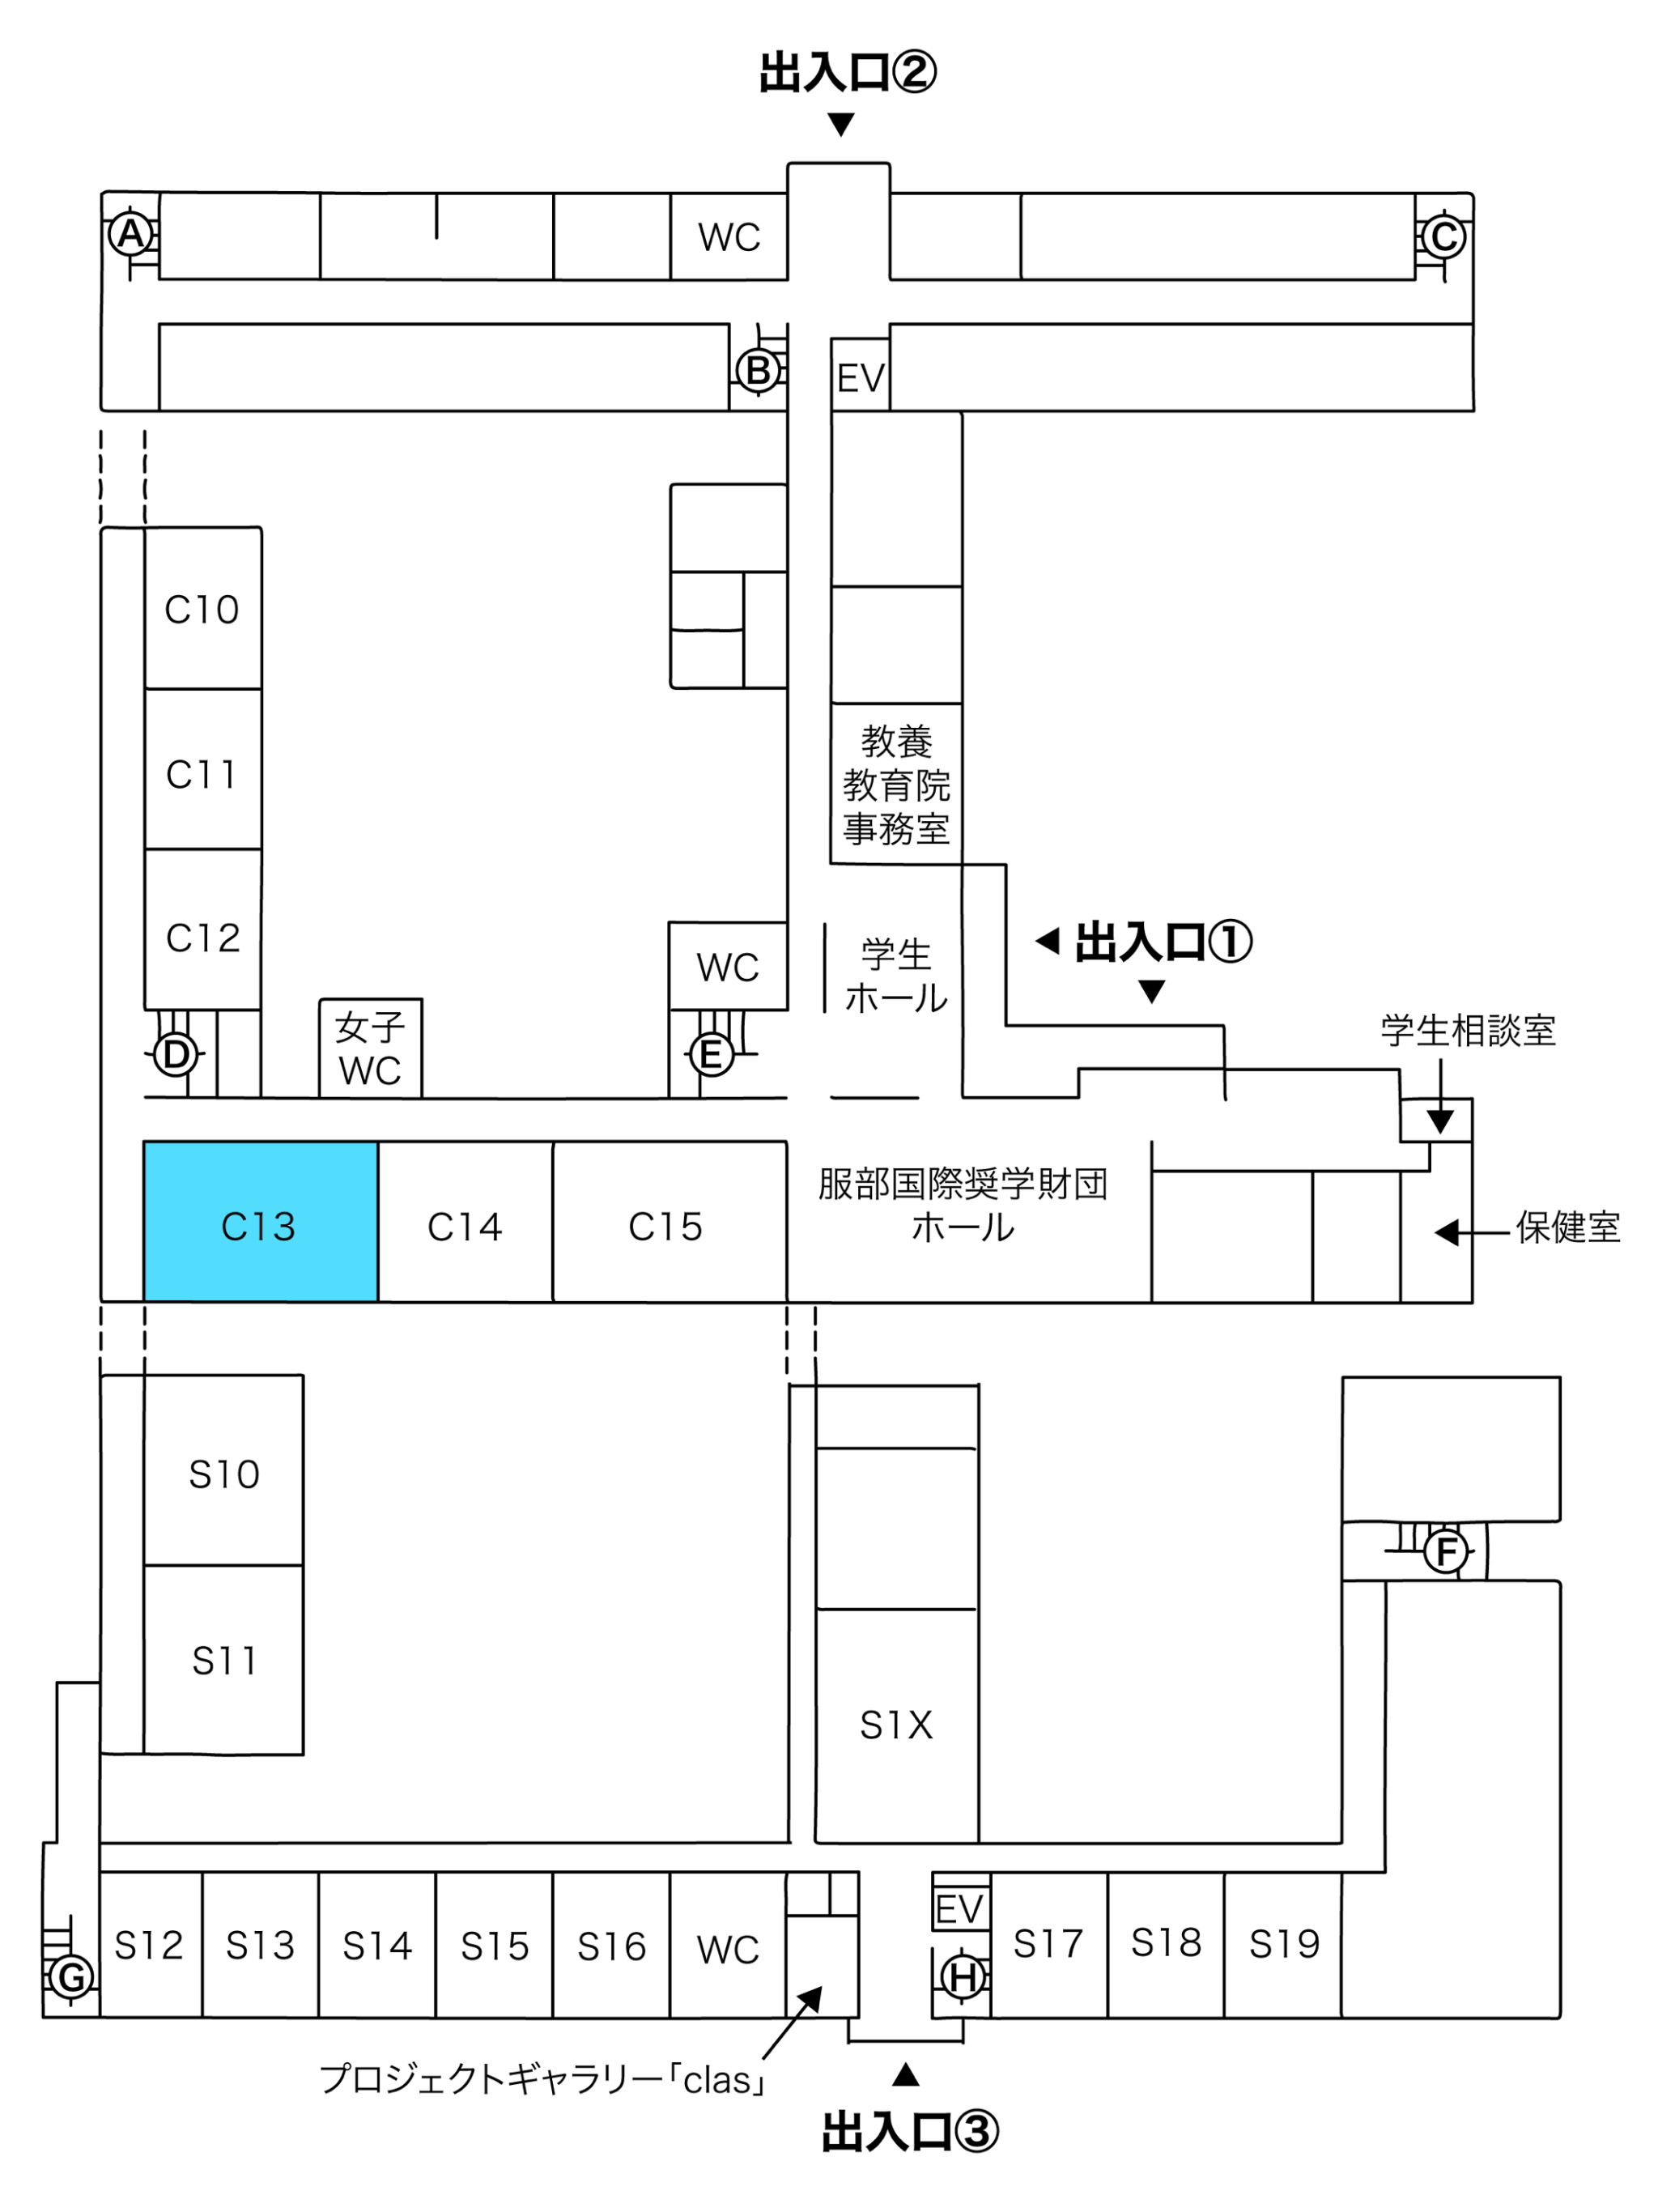 出入口②
A
WC
C
B
EV
C10
C11
教養
教育院
事務室
C12
WC
学生
ホール
出入口①
女子
WC
D
E
学生相談室
C13
C14
C15
服部国際奨学財団
ホール
保健室
S10
F
S11
S1X
S12
S13
S14
S15
S16
WC
EV
S17
S18
S19
G
H
プロジェクトギャラリー「clas」
出入口③